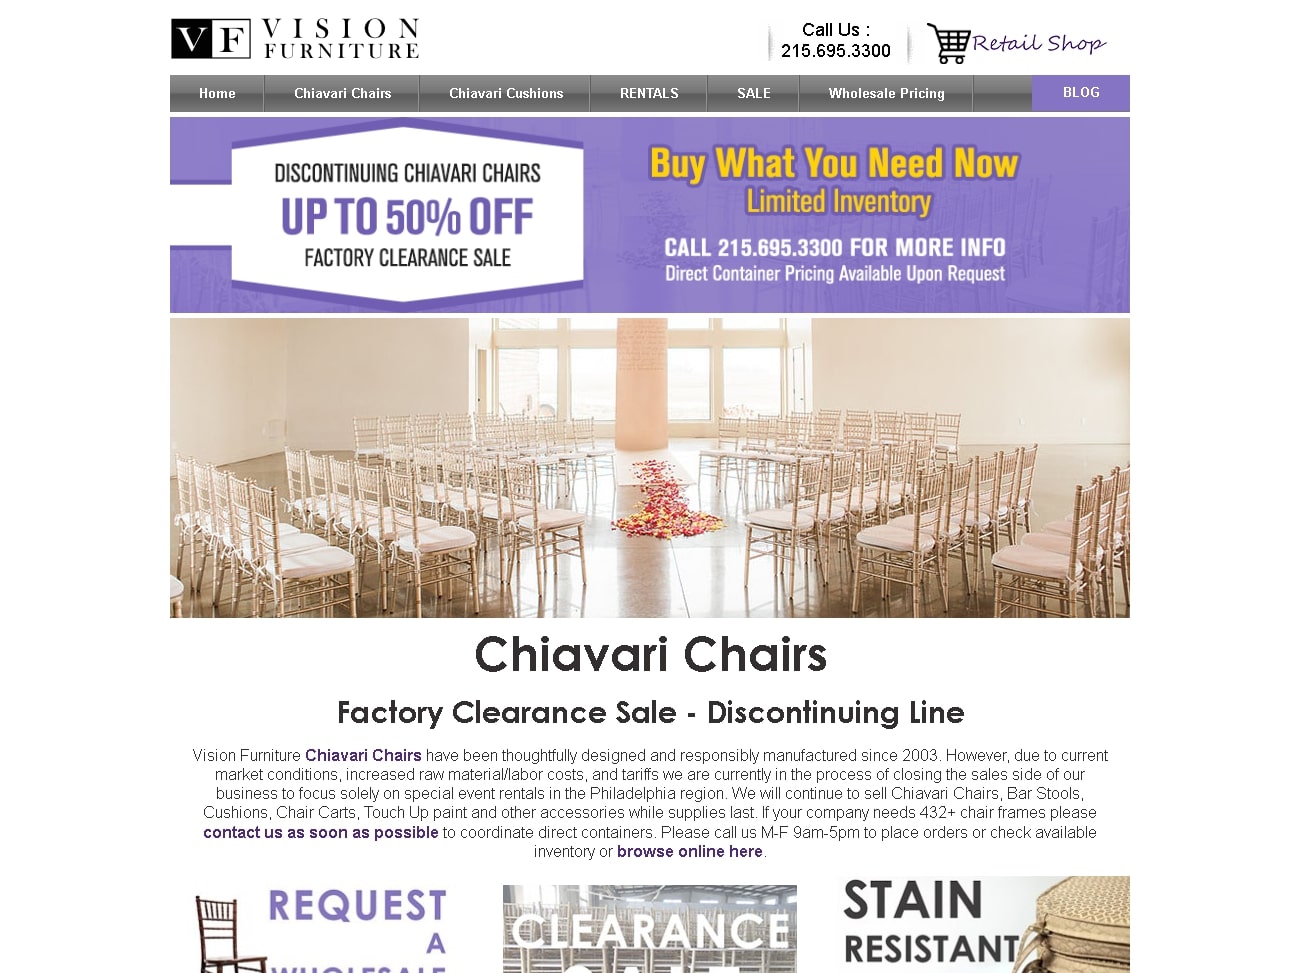 VF VISION
FURNITURE
Call Us :
215.695.3300
Retail Shop
Home
Chiavari Chairs
Chiavari Cushions
RENTALS
SALE
Wholesale Pricing
BLOG
DISCONTINUING CHIAVARI CHAIRS
UP TO 50% OFF
FACTORY CLEARANCE SALE
Buy What You Need Now
Limited Inventory
CALL 215.695.3300 FOR MORE INFO
Direct Container Pricing Available Upon Request
Chiavari Chairs
Factory Clearance Sale - Discontinuing Line
Vision Furniture Chiavari Chairs have been thoughtfully designed and responsibly manufactured since 2003. However, due to current
market conditions, increased raw material/labor costs, and tariffs we are currently in the process of closing the sales side of our
business to focus solely on special event rentals in the Philadelphia region. We will continue to sell Chiavari Chairs, Bar Stools,
Cushions, Chair Carts, Touch Up paint and other accessories while supplies last. If your company needs 432+ chair frames please
contact us as soon as possible to coordinate direct containers. Please call us M-F 9am-5pm to place orders or check available
inventory or browse online here.
REQUEST
A
WHOLESALE
CLEARANCE
SALE
STAIN
RESISTANT